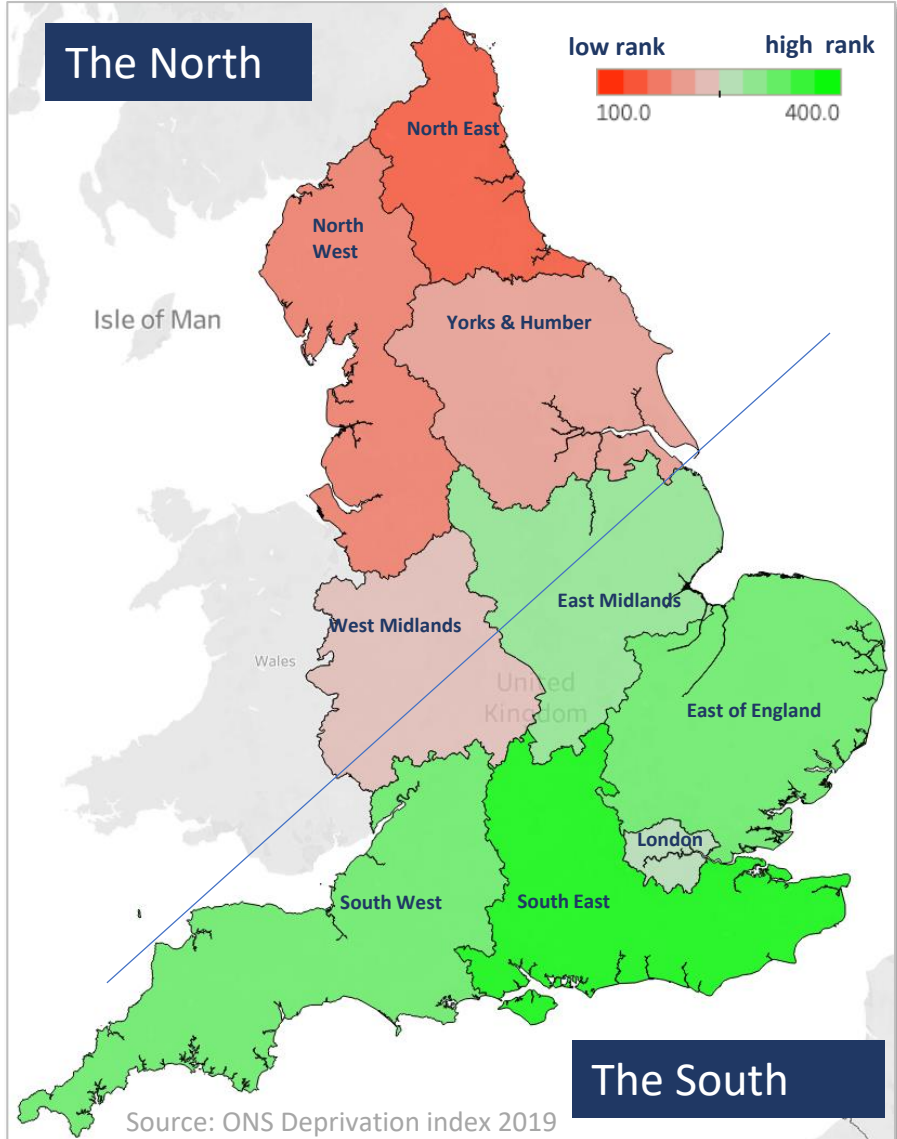 The North
low rank
high rank
100.0
400.0
North East
North
West
Isle of Man
Yorks & Humber
East Midlands
West Midlands
Wales
United
Kingdom
East of England
London
South West
South East
The South
Source: ONS Deprivation index 2019